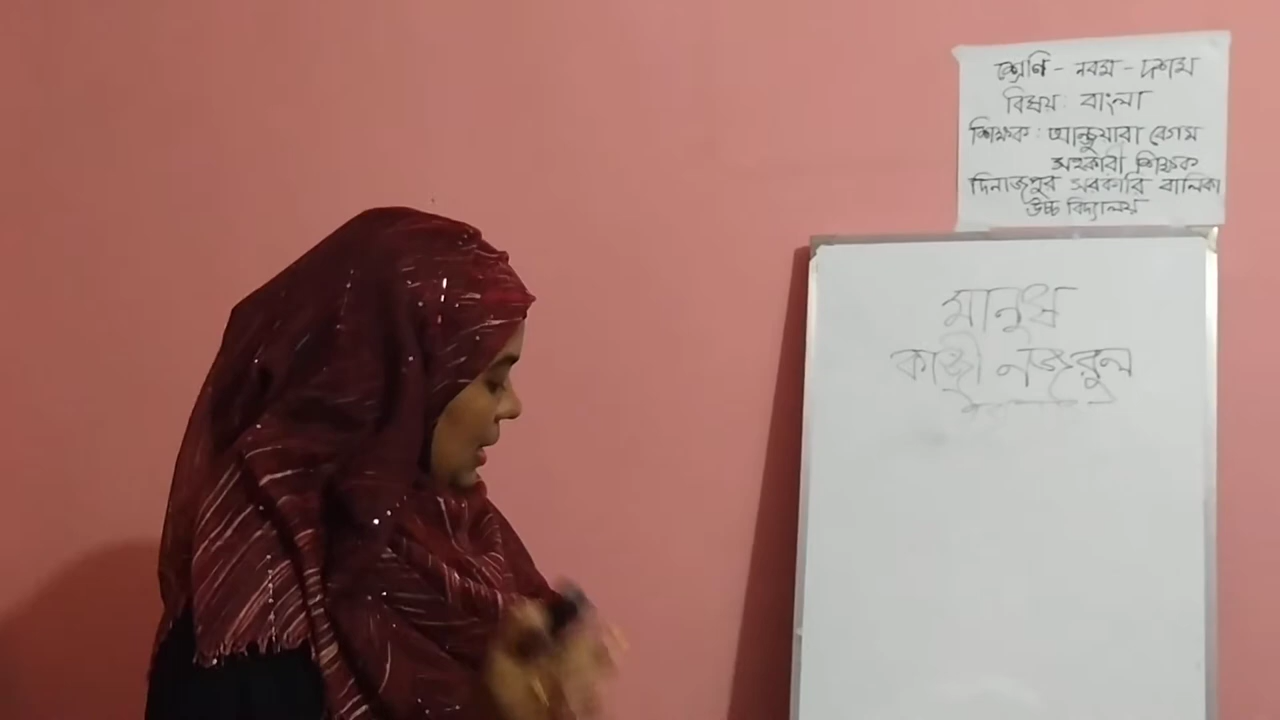 শ্রেণি - নবম - দশম
বিষয় : বাংলা
শিক্ষক : আন্জুয়ারা বেগম
সহকারী শিক্ষক
দিনাজপুর সরকারি বালিকা
উচ্চ বিদ্যালয়
মানুষ
কাজী নজরুল